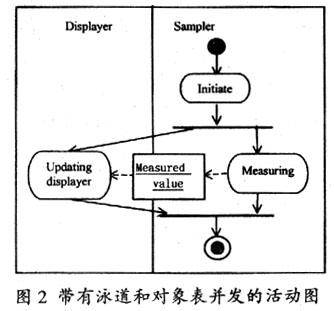 Displayer
Sampler
Initiate
Updating
displayer
Measured
value
Measuring
图 2 带有泳道和对象表并发的活动图